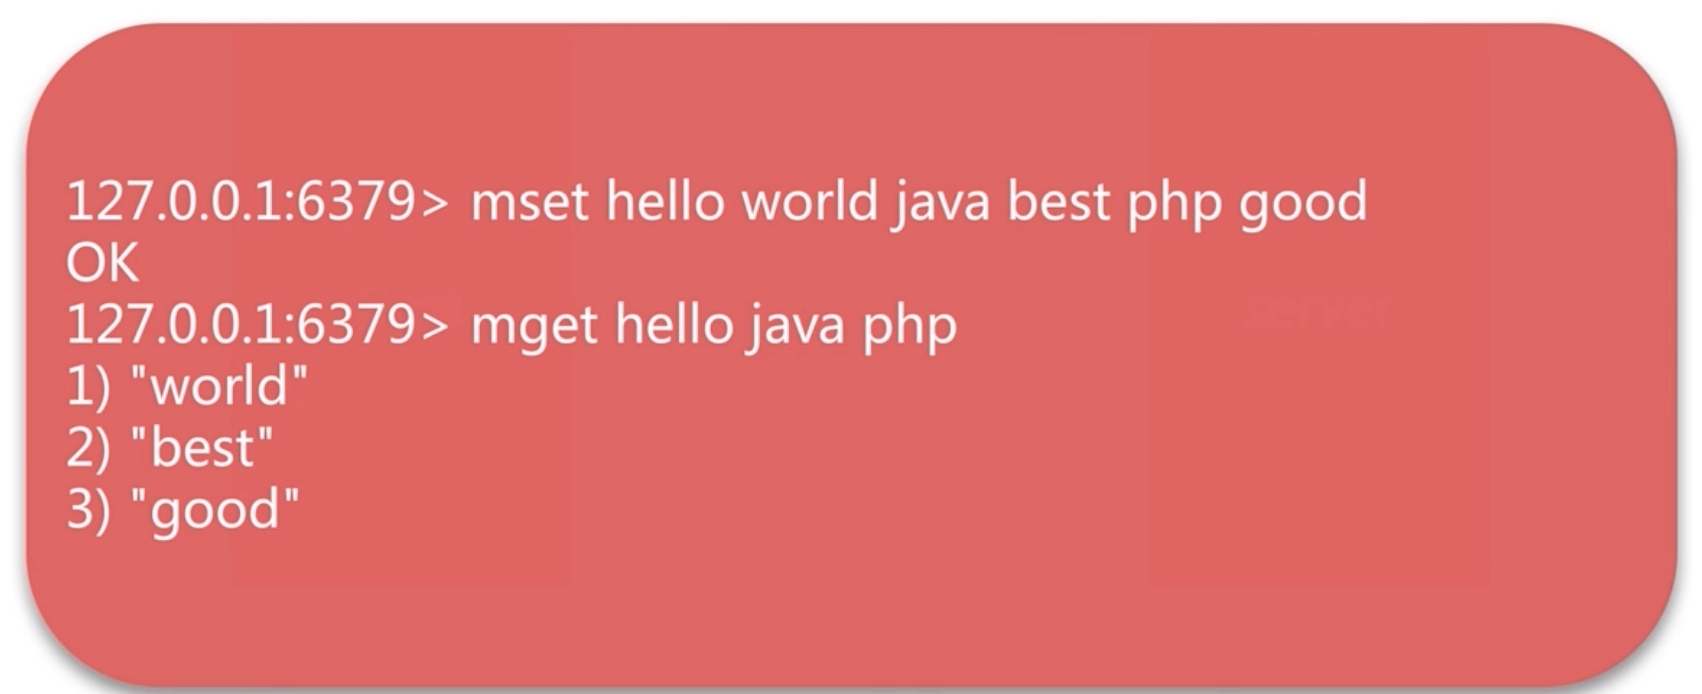 127.0.0.1:6379> mset hello world java best php good
OK
127.0.0.1:6379> mget hello java php
1) "world"
2) "best"
3) "good"
server